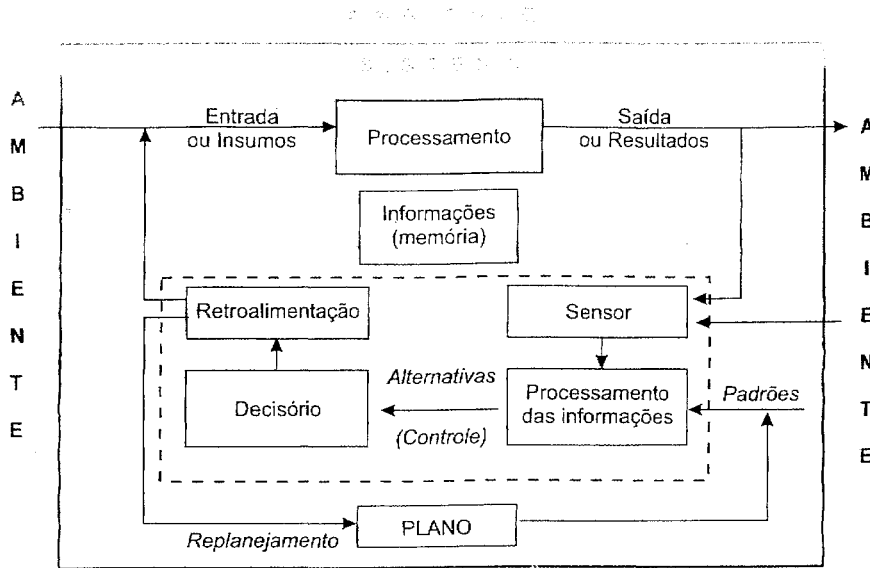 SISTEMA
AMBIENTE
Entrada
ou Insumos
Processamento
Saída
ou Resultados
AMBIENTE
Informações
(memória)
Retroalimentação
Sensor
Alternativas
(Controle)
Decisório
Processamento
das informações
Padrões
Replanejamento
PLANO